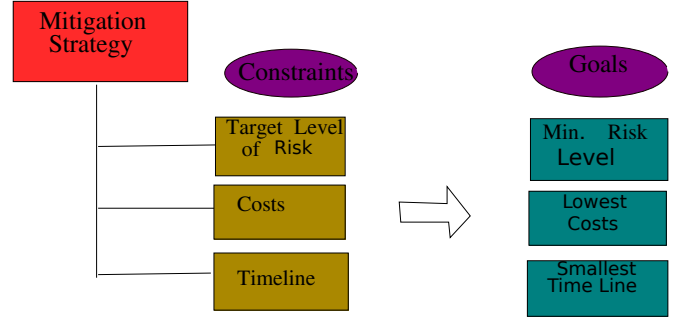 Mitigation
Strategy
Constraints
Goals
Target Level
of Risk
Costs
Timeline
Min. Risk
Level
Lowest
Costs
Smallest
Time Line